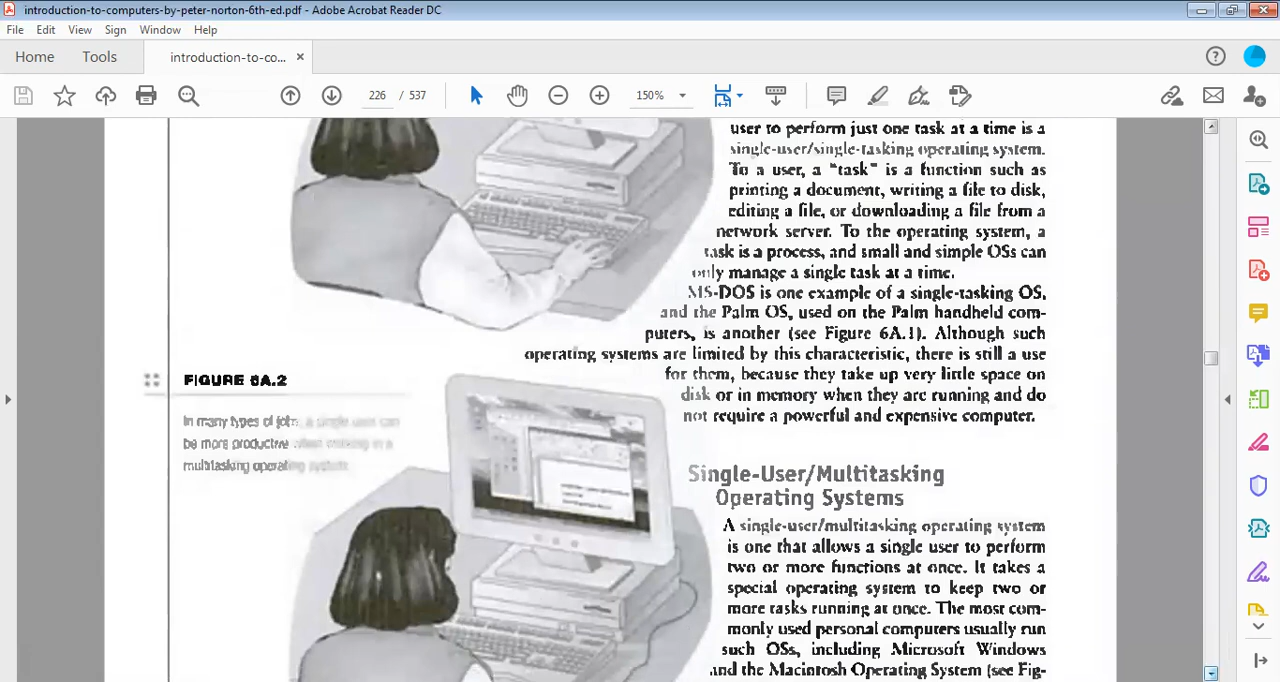 introduction-to-computers-by-peter-norton-6th-ed.pdf - Adobe Acrobat Reader DC
File Edit View Sign Window Help
Home Tools introduction-to-co... ×
226 / 537 150%
user to perform just one task at a time is a
single-user/single-tasking operating system.
To a user, a "task" is a function such as
printing a document, writing a file to disk,
editing a file, or downloading a file from a
network server. To the operating system, a
task is a process, and small and simple OSs can
only manage a single task at a time.
MS-DOS is one example of a single-tasking OS,
and the Palm OS, used on the Palm handheld com-
puters, is another (see Figure 6A.1). Although such
operating systems are limited by this characteristic, there is still a use
for them, because they take up very little space on
disk or in memory when they are running and do
not require a powerful and expensive computer.
FIGURE 6A.2
In many types of jobs, a single user can
be more productive when working in a
multitasking operating system.
Single-User/Multitasking
Operating Systems
A single-user/multitasking operating system
is one that allows a single user to perform
two or more functions at once. It takes a
special operating system to keep two or
more tasks running at once. The most com-
monly used personal computers usually run
such OSs, including Microsoft Windows
and the Macintosh Operating System (see Fig-